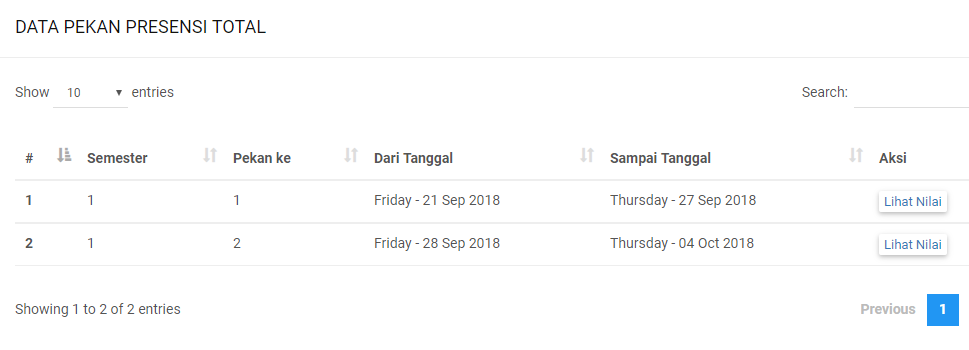 DATA PEKAN PRESENSI TOTAL
Show 10 entries Search:
# Semester Pekan ke Dari Tanggal Sampai Tanggal Aksi
1 1 1 Friday - 21 Sep 2018 Thursday - 27 Sep 2018 Lihat Nilai
2 1 2 Friday - 28 Sep 2018 Thursday - 04 Oct 2018 Lihat Nilai
Showing 1 to 2 of 2 entries Previous 1